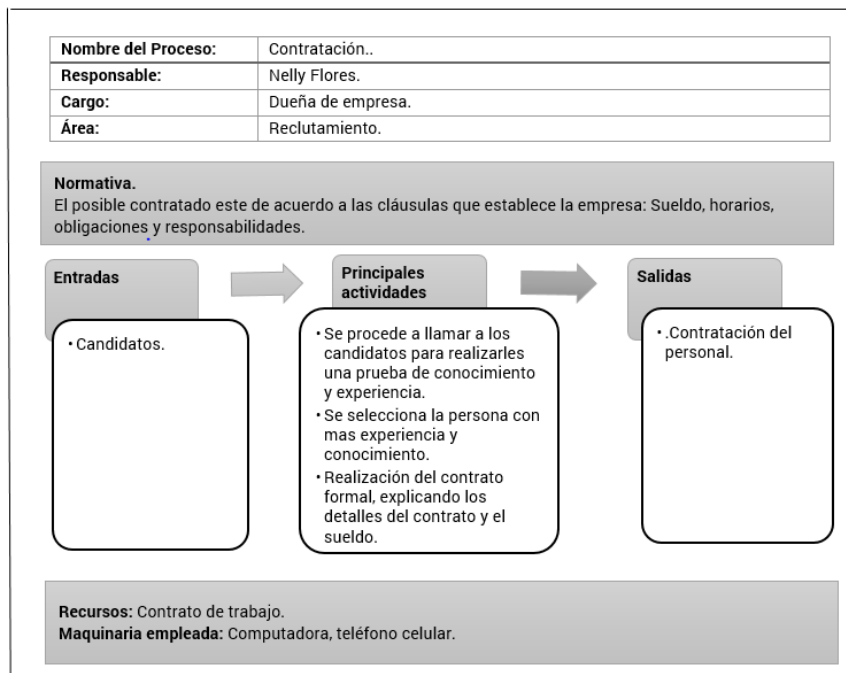 Nombre del Proceso: Contratación..
Responsable: Nelly Flores.
Cargo: Dueña de empresa.
Área: Reclutamiento.
Normativa.
El posible contratado este de acuerdo a las cláusulas que establece la empresa: Sueldo, horarios,
obligaciones y responsabilidades.
Entradas
• Candidatos.
Principales
actividades
• Se procede a llamar a los
candidatos para realizarles
una prueba de conocimiento
y experiencia.
• Se selecciona la persona con
mas experiencia y
conocimiento.
• Realización del contrato
formal, explicando los
detalles del contrato y el
sueldo.
Salidas
• .Contratación del
personal.
Recursos: Contrato de trabajo.
Maquinaria empleada: Computadora, teléfono celular.